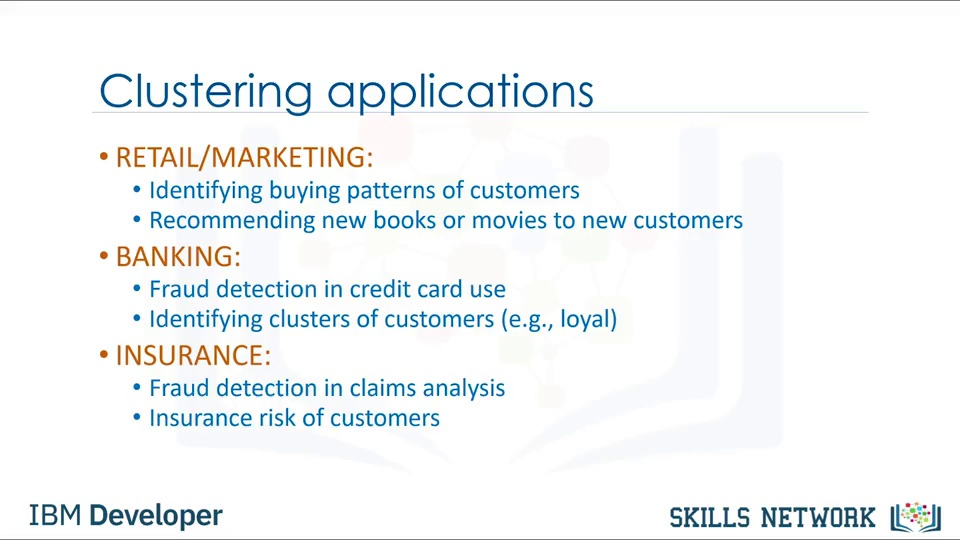 Clustering applications
• RETAIL/MARKETING:
• Identifying buying patterns of customers
• Recommending new books or movies to new customers
• BANKING:
• Fraud detection in credit card use
• Identifying clusters of customers (e.g., loyal)
• INSURANCE:
• Fraud detection in claims analysis
• Insurance risk of customers
IBM Developer
SKILLS NETWORK